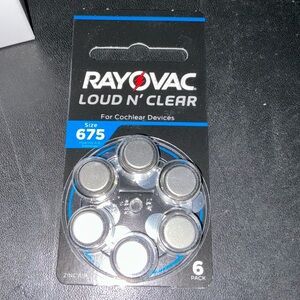 RAYOVAC
LOUD N' CLEAR
For Cochlear Devices
Size
675
6
PACK